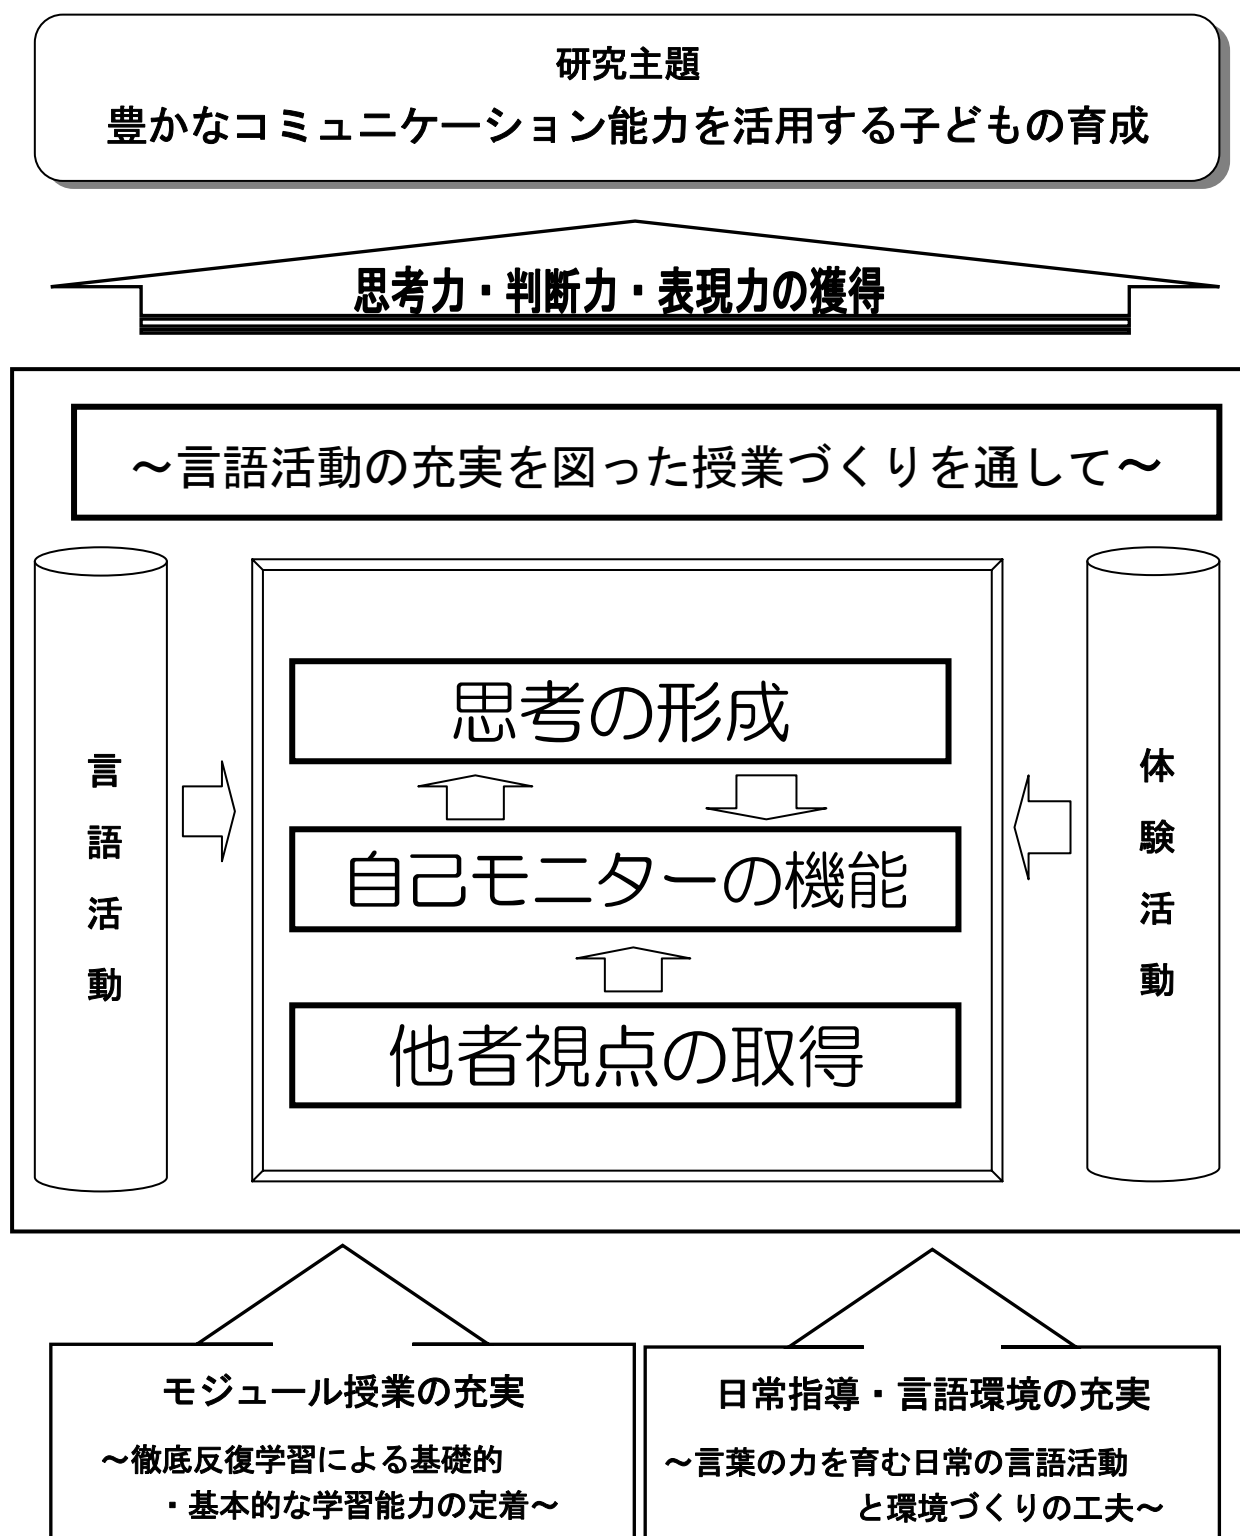 研究主題
豊かなコミュニケーション能力を活用する子どもの育成
思考力・判断力・表現力の獲得
～言語活動の充実を図った授業づくりを通して～
言語活動
思考の形成
自己モニターの機能
他者視点の取得
体験活動
モジュール授業の充実
～徹底反復学習による基礎的
・基本的な学習能力の定着～
日常指導・言語環境の充実
～言葉の力を育む日常の言語活動
と環境づくりの工夫～